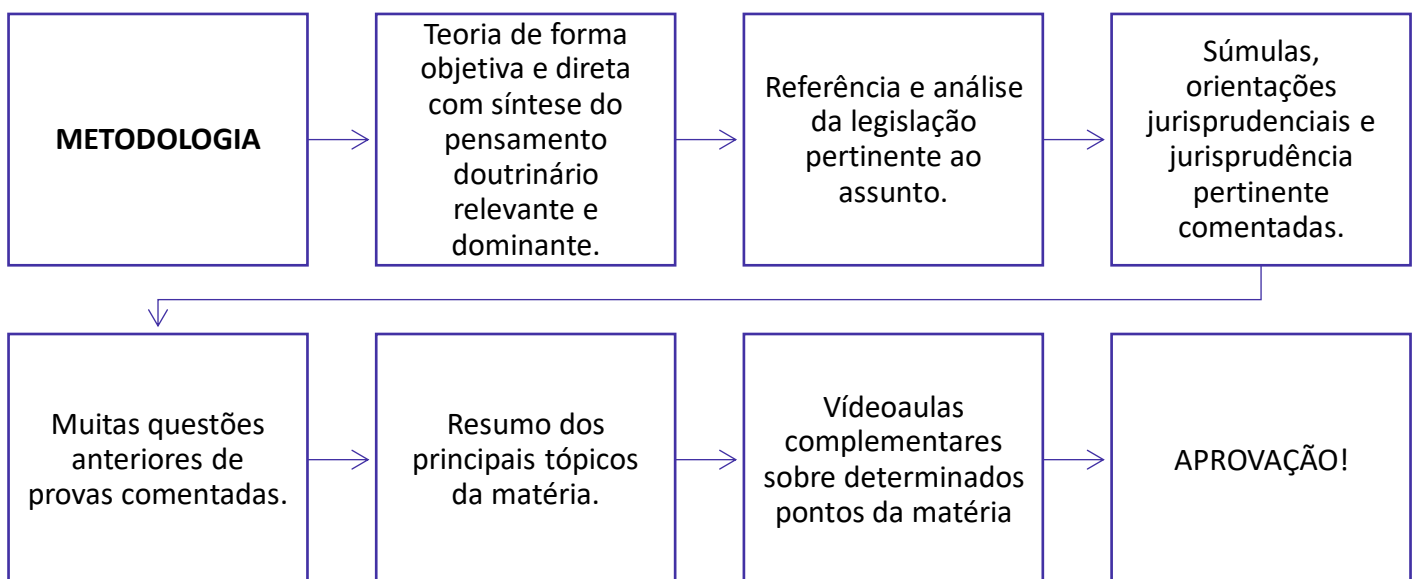 METODOLOGIA
Teoria de forma
objetiva e direta
com síntese do
pensamento
doutrinário
relevante e
dominante.
Referência e análise
da legislação
pertinente ao
assunto.
Súmulas,
orientações
jurisprudenciais e
jurisprudência
pertinente
comentadas.
Muitas questões
anteriores de
provas comentadas.
Resumo dos
principais tópicos
da matéria.
Vídeoaulas
complementares
sobre determinados
pontos da matéria
APROVAÇÃO!